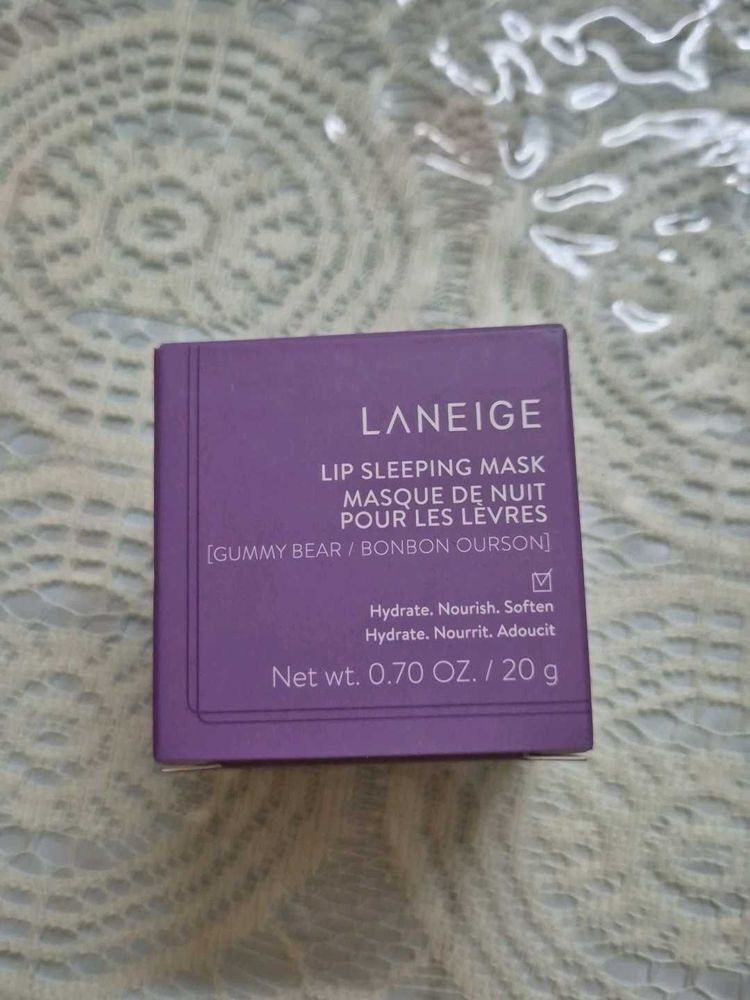 LANEIGE
LIP SLEEPING MASK
MASQUE DE NUIT
POUR LES LÈVRES
[GUMMY BEAR / BONBON OURSON]
Hydrate. Nourish. Soften
Hydrate. Nourrit. Adoucit
Net wt. 0.70 OZ. / 20 g